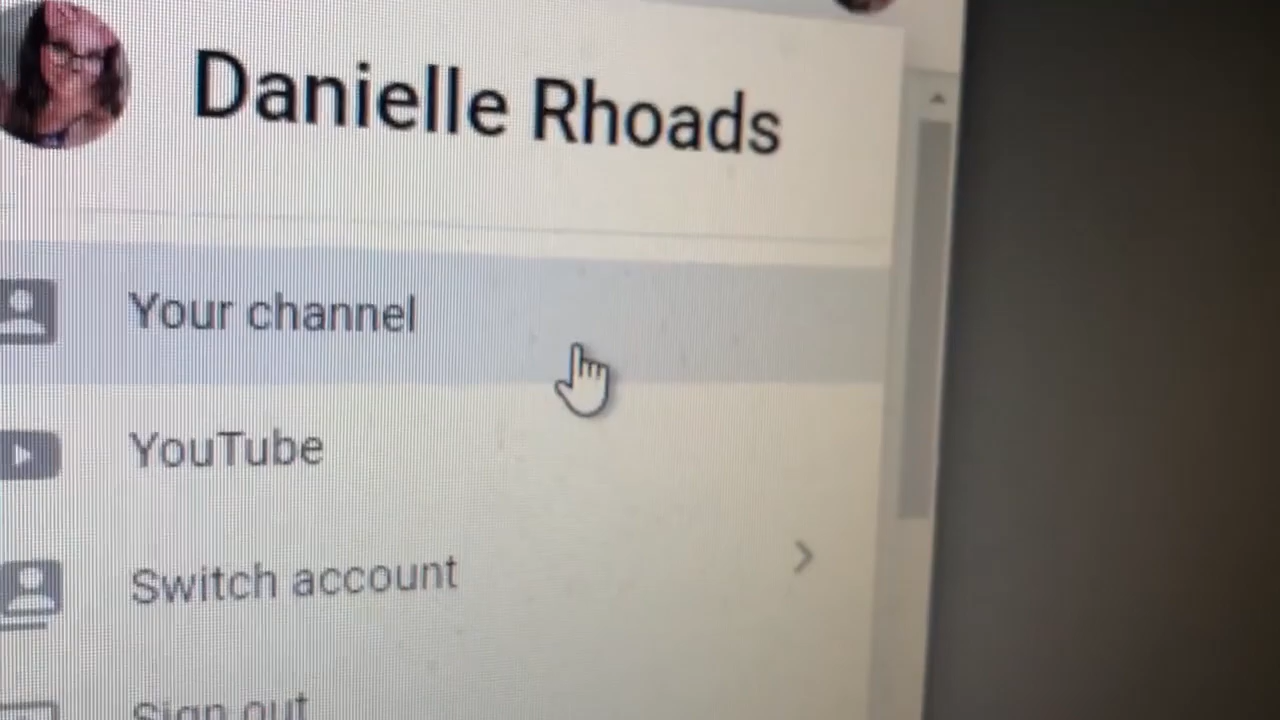 Danielle Rhoads
Your channel
YouTube
Switch account
Sign out